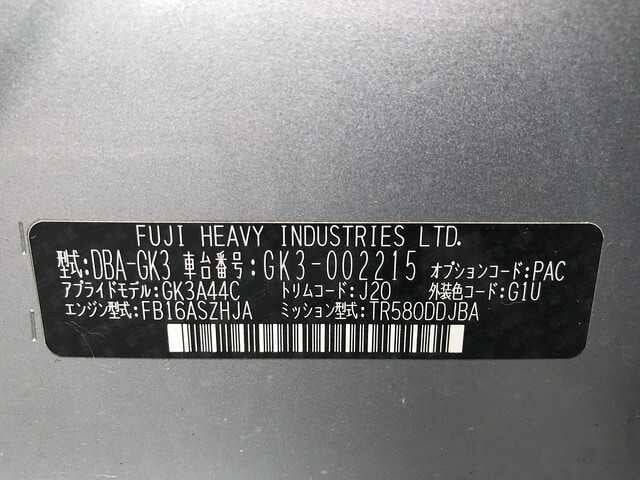 FUJI HEAVY INDUSTRIES LTD.
型式:DBA-GK3 車台番号:GK3-002215 オプションコード:PAC
アプライドモデル:GK3A44C トリムコード:J20 外装色コード:G1U
エンジン型式:FB16ASZHJA ミッション型式:TR580DDJBA